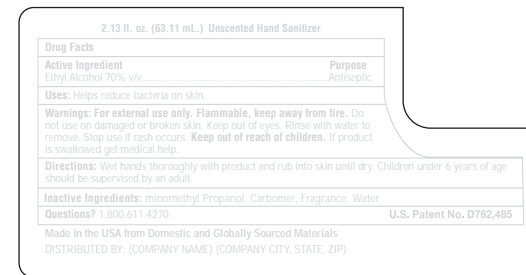 2.13 fl. oz. (63.11 mL.) Unscented Hand Sanitizer
Drug Facts
Active Ingredient Purpose
Ethyl Alcohol 70% v/v Antiseptic
Uses: Helps reduce bacteria on skin.
Warnings: For external use only. Flammable, keep away from fire. Do
not use on damaged or broken skin. Keep out of eyes. Rinse with water to
remove. Stop use if rash occurs. Keep out of reach of children. If product
is swallowed get medical help.
Directions: Wet hands thoroughly with product and rub into skin until dry. Children under 6 years of age
should be supervised by an adult.
Inactive Ingredients: minomethyl Propanol, Carbomer, Fragrance, Water
Questions? 1.800.611.4270. U.S. Patent No. D762,485
Made in the USA from Domestic and Globally Sourced Materials
DISTRIBUTED BY: (COMPANY NAME) (COMPANY CITY, STATE, ZIP)